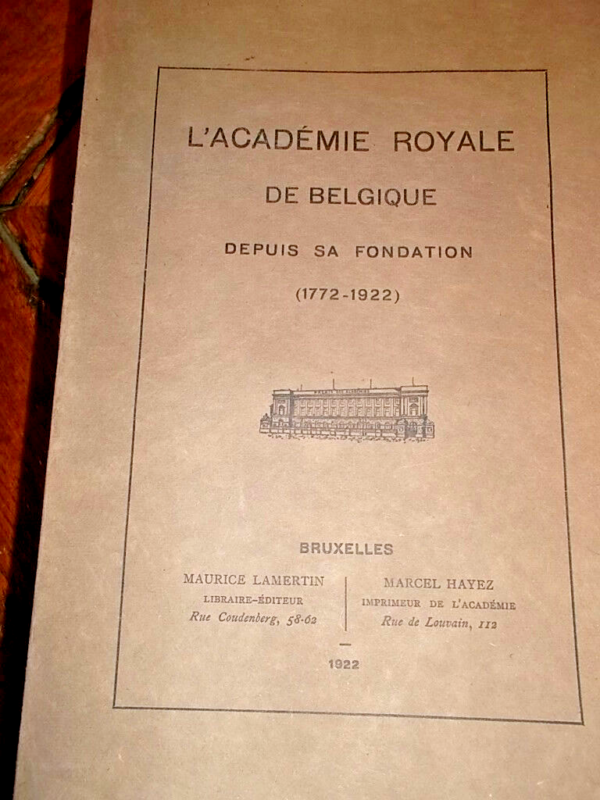 L'ACADÉMIE ROYALE
DE BELGIQUE
DEPUIS SA FONDATION
(1772-1922)
BRUXELLES
MAURICE LAMERTIN
LIBRAIRE-ÉDITEUR
Rue Coudenberg, 58-62
MARCEL HAYEZ
IMPRIMEUR DE L'ACADÉMIE
Rue de Louvain, 112
1922